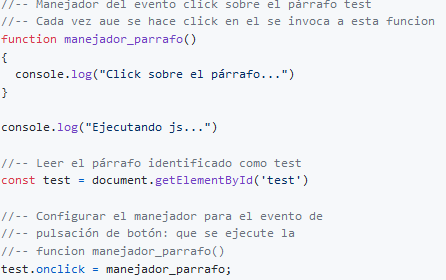 //-- Manejador del evento click sobre el párrafo test
//-- Cada vez aue se hace click en el se invoca a esta funcion
function manejador_parrafo()
{
  console.log("Click sobre el párrafo...")
}

console.log("Ejecutando js...")

//-- Leer el párrafo identificado como test
const test = document.getElementById('test')

//-- Configurar el manejador para el evento de
//-- pulsación de botón: que se ejecute la
//-- funcion manejador_parrafo()
test.onclick = manejador_parrafo;